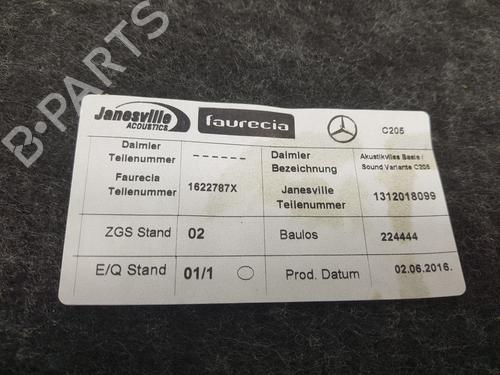 Janesville
ACOUSTICS
faurecia
C205
Daimler
Teilenummer
------
Daimler
Bezeichnung
Akustikvlies Basis /
Sound Variante C205
Faurecia
Teilenummer
1622787X
Janesville
Teilenummer
1312018099
ZGS Stand
02
Baulos
224444
E/Q Stand
01/1
Prod. Datum
02.06.2016.
B-PARTS